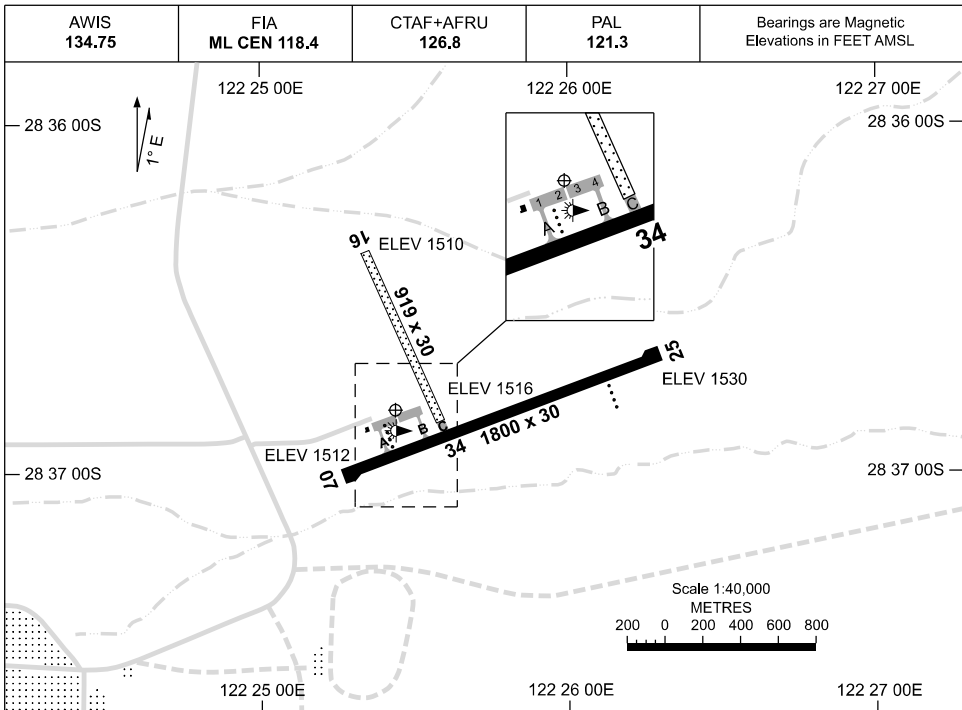 AWIS
134.75
FIA
ML CEN 118.4
CTAF+AFRU
126.8
PAL
121.3
Bearings are Magnetic
Elevations in FEET AMSL
122 25 00E
122 26 00E
122 27 00E
28 36 00S
28 36 00S
1° E
1 2 3 4
A
B
C
34
16
ELEV 1510
919 x 30
ELEV 1516
25
ELEV 1530
1800 x 30
34
A
B
C
ELEV 1512
07
28 37 00S
28 37 00S
Scale 1:40,000
METRES
200 0 200 400 600 800
122 25 00E
122 26 00E
122 27 00E